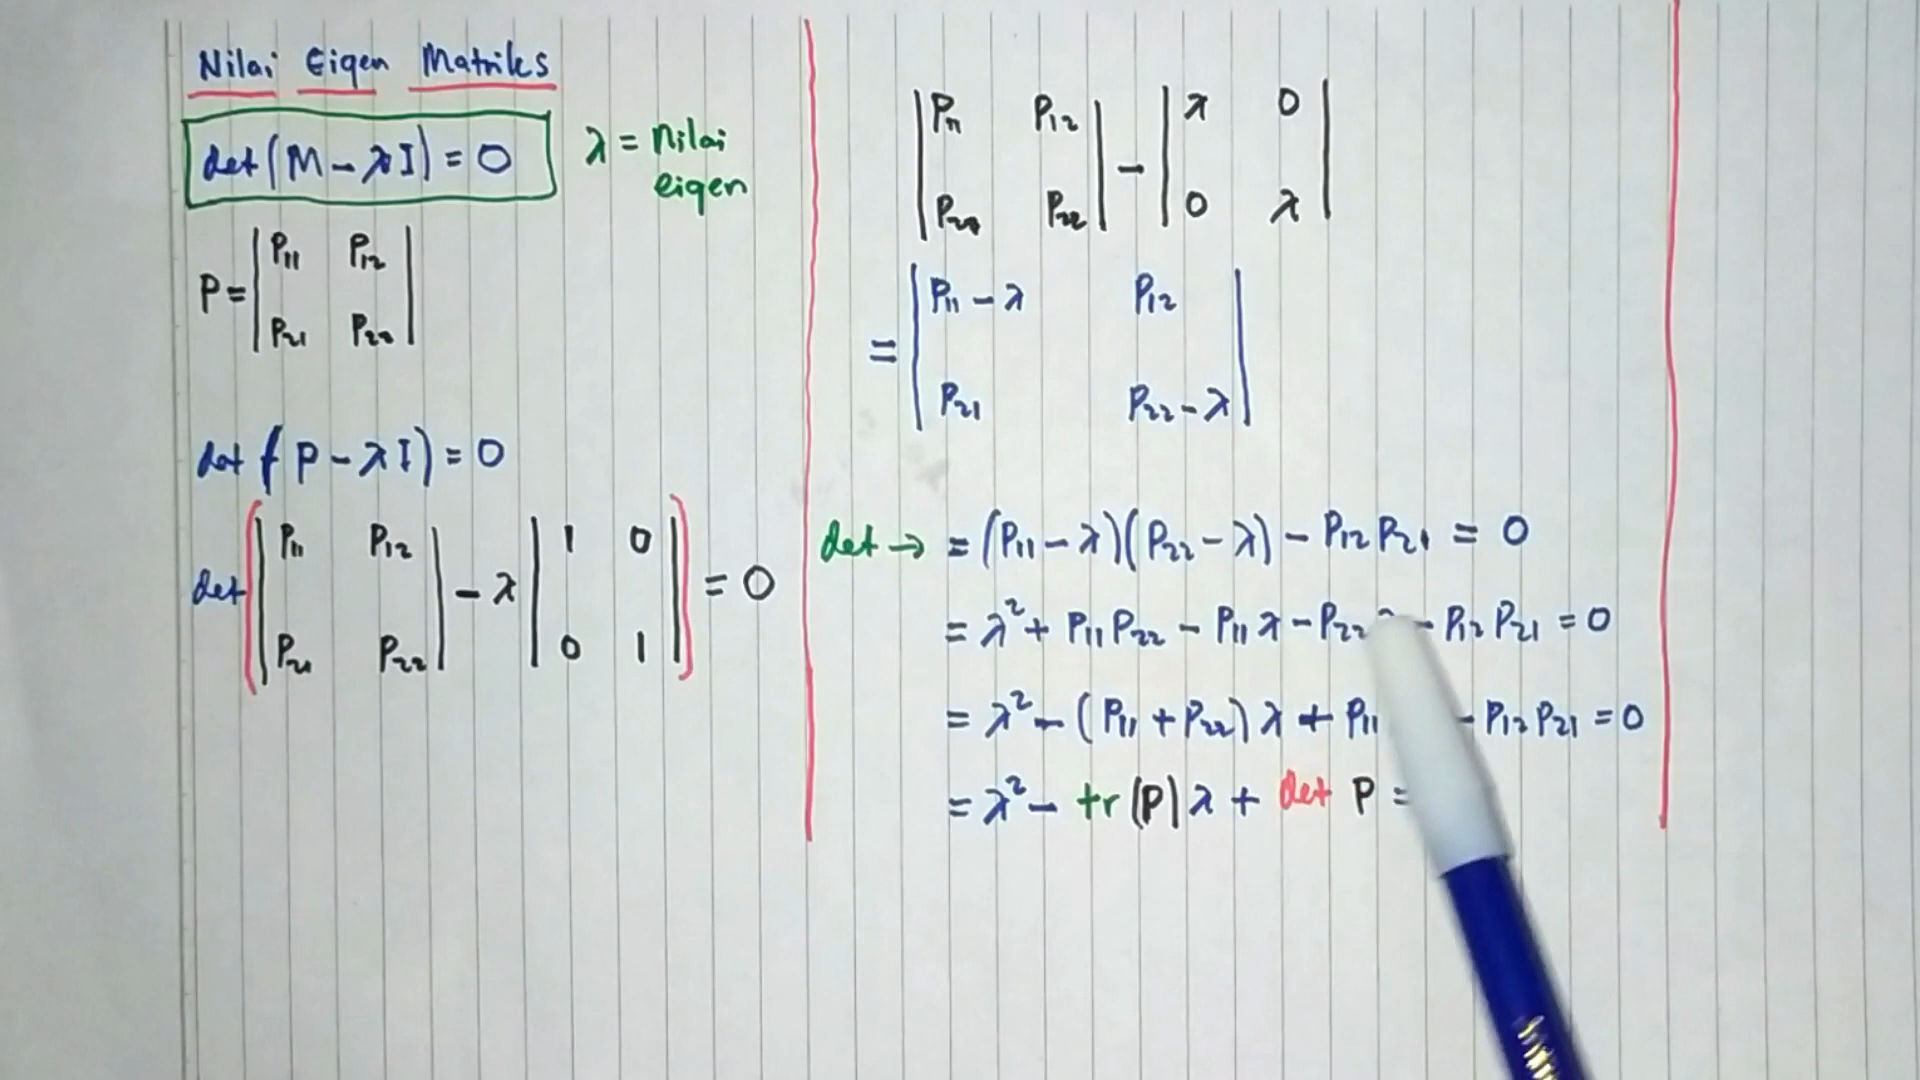 Nilai Eigen Matriks
det(M - λI) = 0
λ = Nilai
eigen
P = | P11 P12 |
| P21 P22 |
det (P - λI) = 0
det ( | P11 P12 | - λ | 1 0 | ) = 0
| P21 P22 | | 0 1 |
| P11 P12 | - | λ 0 |
| P22 | | 0 λ |
= | P11 - λ P12 |
| P21 P22 - λ |
det → = (P11 - λ)(P22 - λ) - P12 P21 = 0
= λ² + P11 P22 - P11 λ - P22 - P12 P21 = 0
= λ² - (P11 + P22) λ + P11 - P12 P21 = 0
= λ² - tr(P) λ + det P =